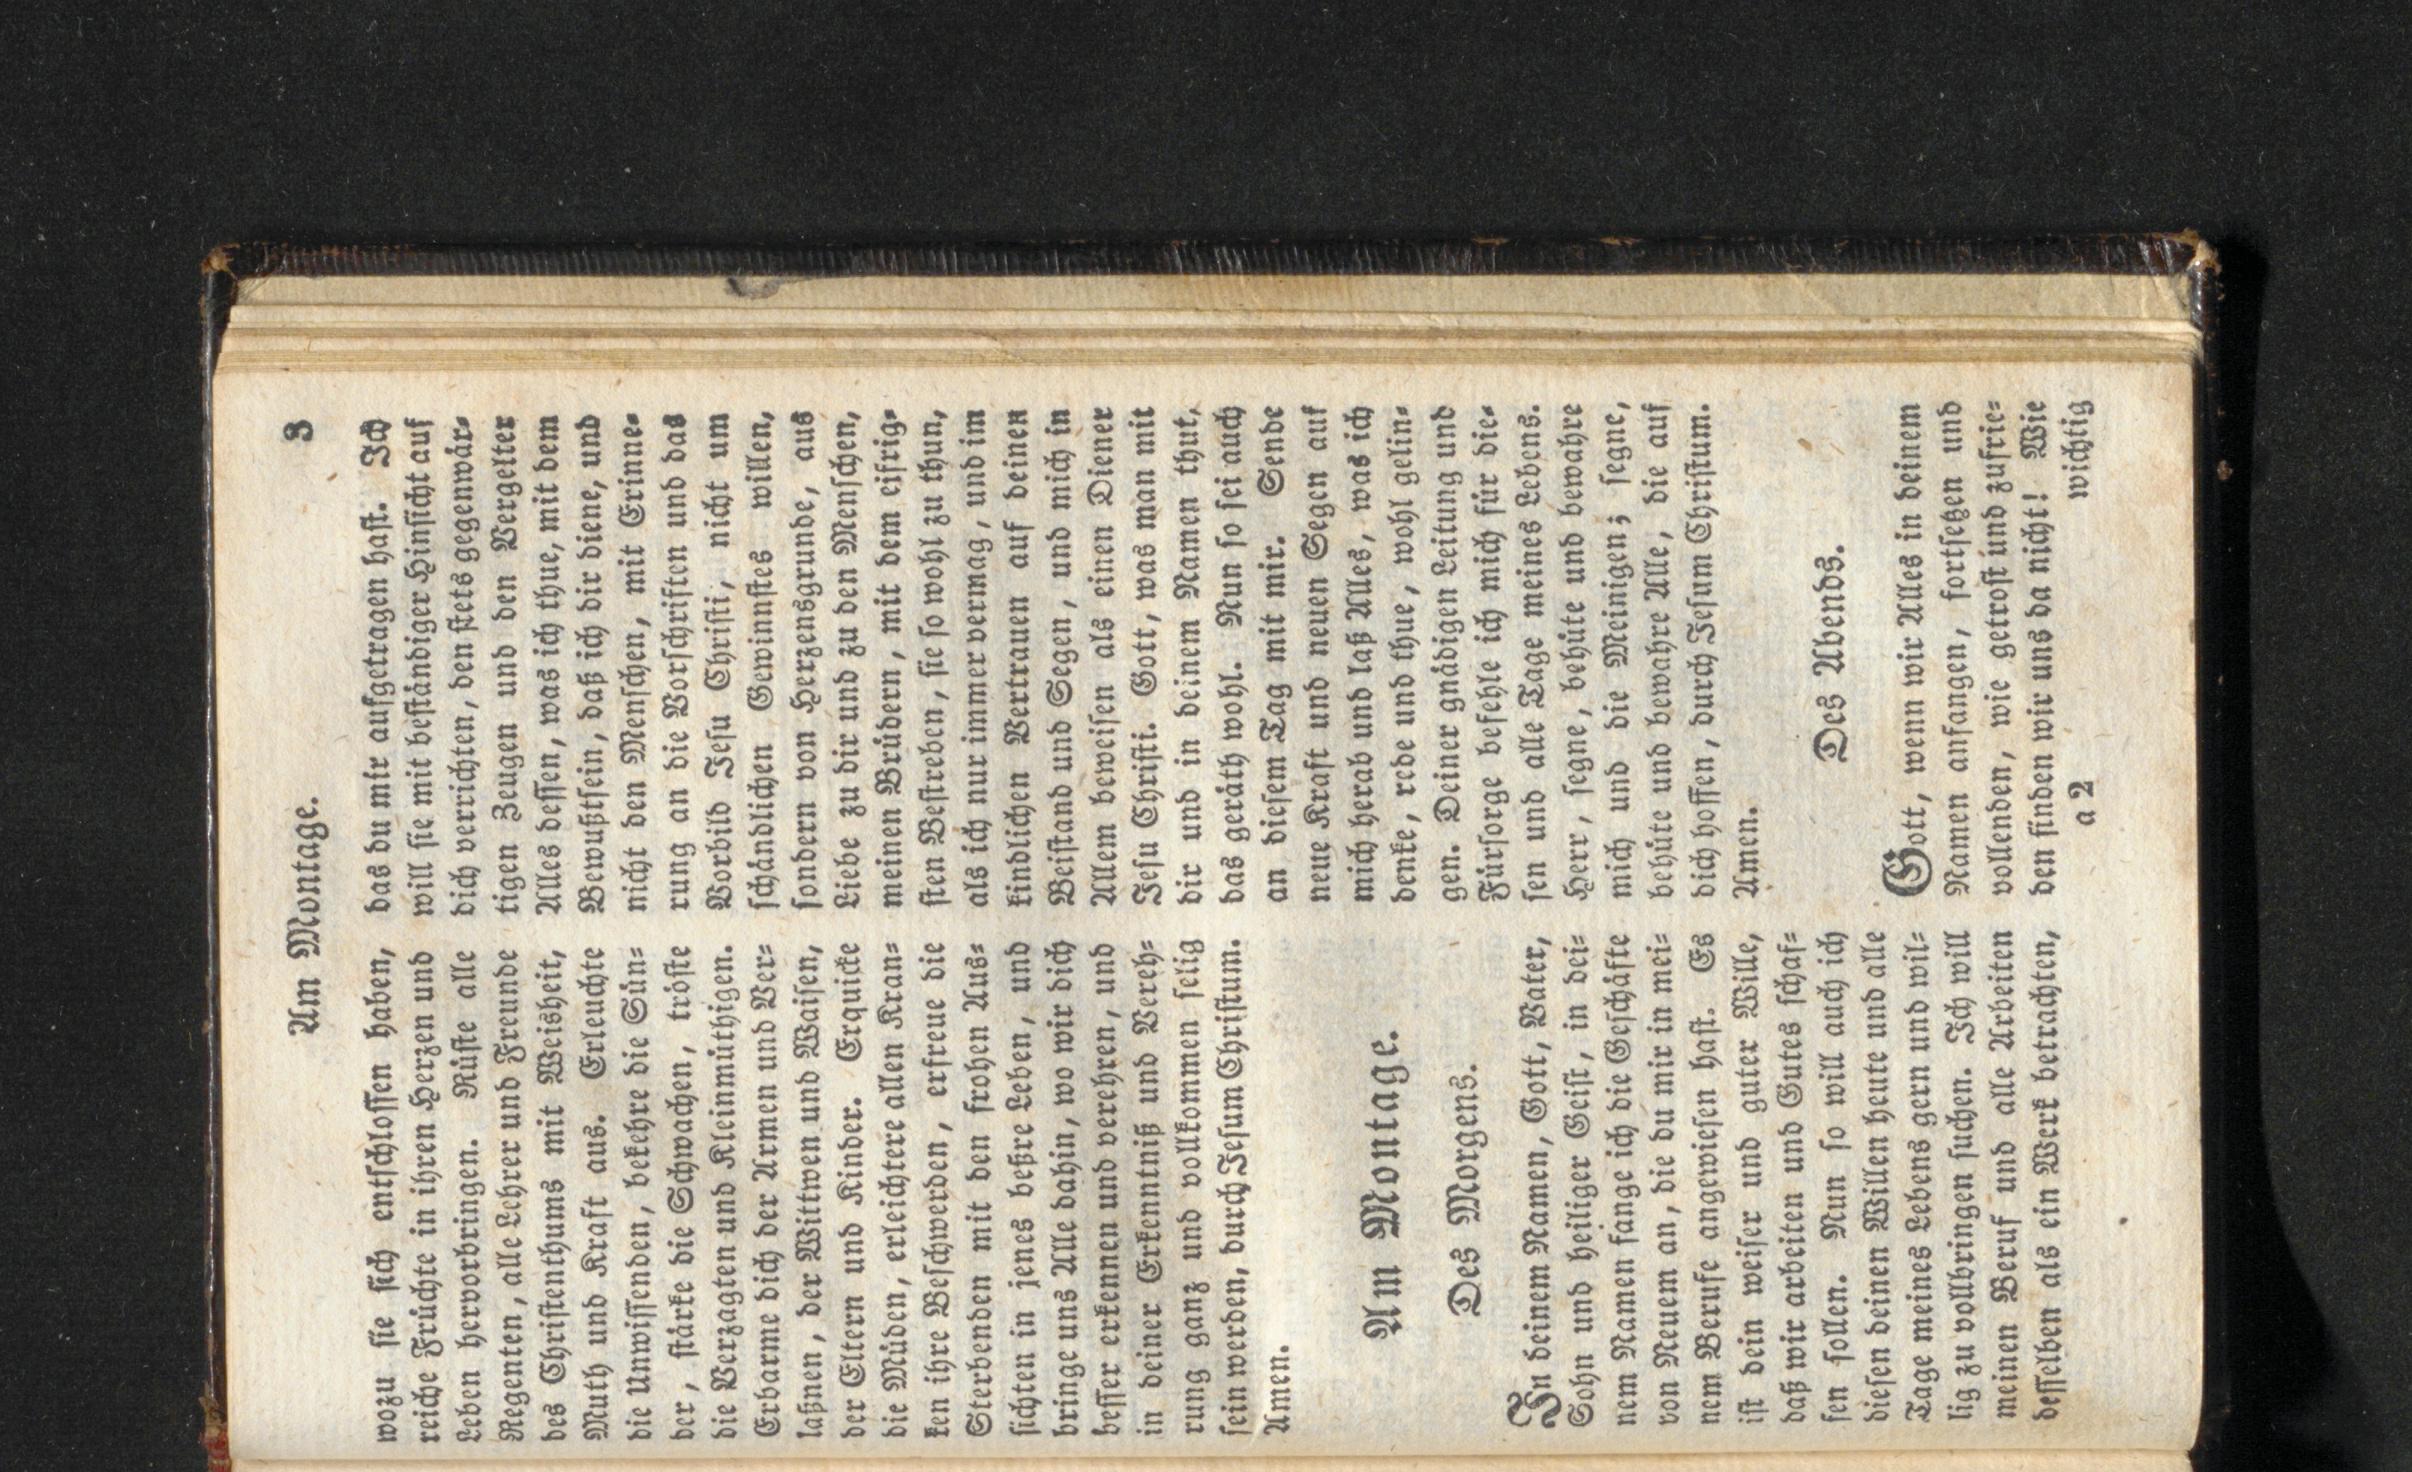 Am Montage. 3
wozu ſie ſich entſchloſſen haben,
reiche Früchte in ihren Herzen und
Leben hervorbringen. Rüſte alle
Regenten, alle Lehrer und Freunde
des Chriſtenthums mit Weisheit,
Muth und Kraft aus. Erleuchte
die Unwiſſenden, bekehre die Sün⸗
der, ſtärke die Schwachen, tröſte
die Verzagten und Kleinmüthigen.
Erbarme dich der Armen und Ver⸗
laßnen, der Wittwen und Waiſen,
der Eltern und Kinder. Erquicke
die Müden, erleichtere allen Kran⸗
ken ihre Beſchwerden, erfreue die
Sterbenden mit den frohen Aus⸗
ſichten in jenes beßre Leben, und
bringe uns Alle dahin, wo wir dich
beſſer erkennen und verehren, und
in deiner Erkenntniß und Vereh⸗
rung ganz und vollkommen ſelig
ſein werden, durch Jeſum Chriſtum.
Amen.
Am Montage.
Des Morgens.
In deinem Namen, Gott, Vater,
Sohn und heiliger Geiſt, in dei⸗
nem Namen fange ich die Geſchäfte
von Neuem an, die du mir in mei⸗
nem Berufe angewieſen haſt. Es
iſt dein weiſer und guter Wille,
daß wir arbeiten und Gutes ſchaf⸗
fen ſollen. Nun ſo will auch ich
dieſen deinen Willen heute und alle
Tage meines Lebens gern und wil⸗
lig zu vollbringen ſuchen. Ich will
meinen Beruf und alle Arbeiten
deſſelben als ein Werk betrachten,
das du mir aufgetragen haſt. Ich
will ſie mit beſtändiger Hinſicht auf
dich verrichten, den ſtets gegenwär⸗
tigen Zeugen und den Vergelter
Alles deſſen, was ich thue, mit dem
Bewußtſein, daß ich dir diene, und
nicht den Menſchen, mit Erinne⸗
rung an die Vorſchriften und das
Vorbild Jeſu Chriſti, nicht um
ſchändlichen Gewinnſtes willen,
ſondern von Herzensgrunde, aus
Liebe zu dir und zu den Menſchen,
meinen Brüdern, mit dem eifrig⸗
ſten Beſtreben, ſie ſo wohl zu thun,
als ich nur immer vermag, und im
kindlichen Vertrauen auf deinen
Beiſtand und Segen, und mich in
Allem beweiſen als einen Diener
Jeſu Chriſti. Gott, was man mit
dir und in deinem Namen thut,
das geräth wohl. Nun ſo ſei auch
an dieſem Tag mit mir. Sende
neue Kraft und neuen Segen auf
mich herab und laß Alles, was ich
denke, rede und thue, wohl gelin⸗
gen. Deiner gnädigen Leitung und
Fürſorge befehle ich mich für die⸗
ſen und alle Tage meines Lebens.
Herr, ſegne, behüte und bewahre
mich und die Meinigen; ſegne,
behüte und bewahre Alle, die auf
dich hoffen, durch Jeſum Chriſtum.
Amen.
Des Abends.
Gott, wenn wir Alles in deinem
Namen anfangen, fortſetzen und
vollenden, wie getroſt und zufrie⸗
den finden wir uns da nicht! Wie
a 2 wichtig